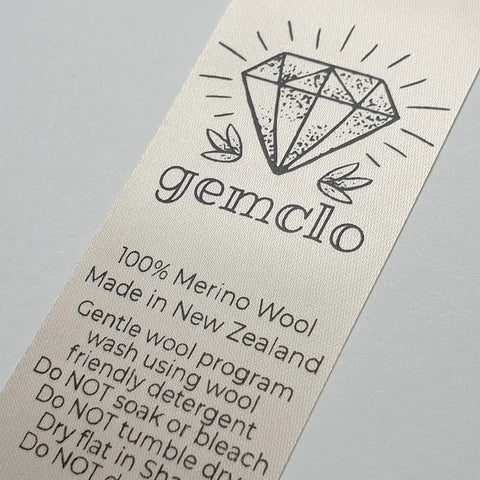 gemclo
100% Merino Wool
Made in New Zealand
Gentle wool program
wash using wool
friendly detergent
Do NOT soak or bleach
Do NOT tumble dry
Dry flat in
Do NOT